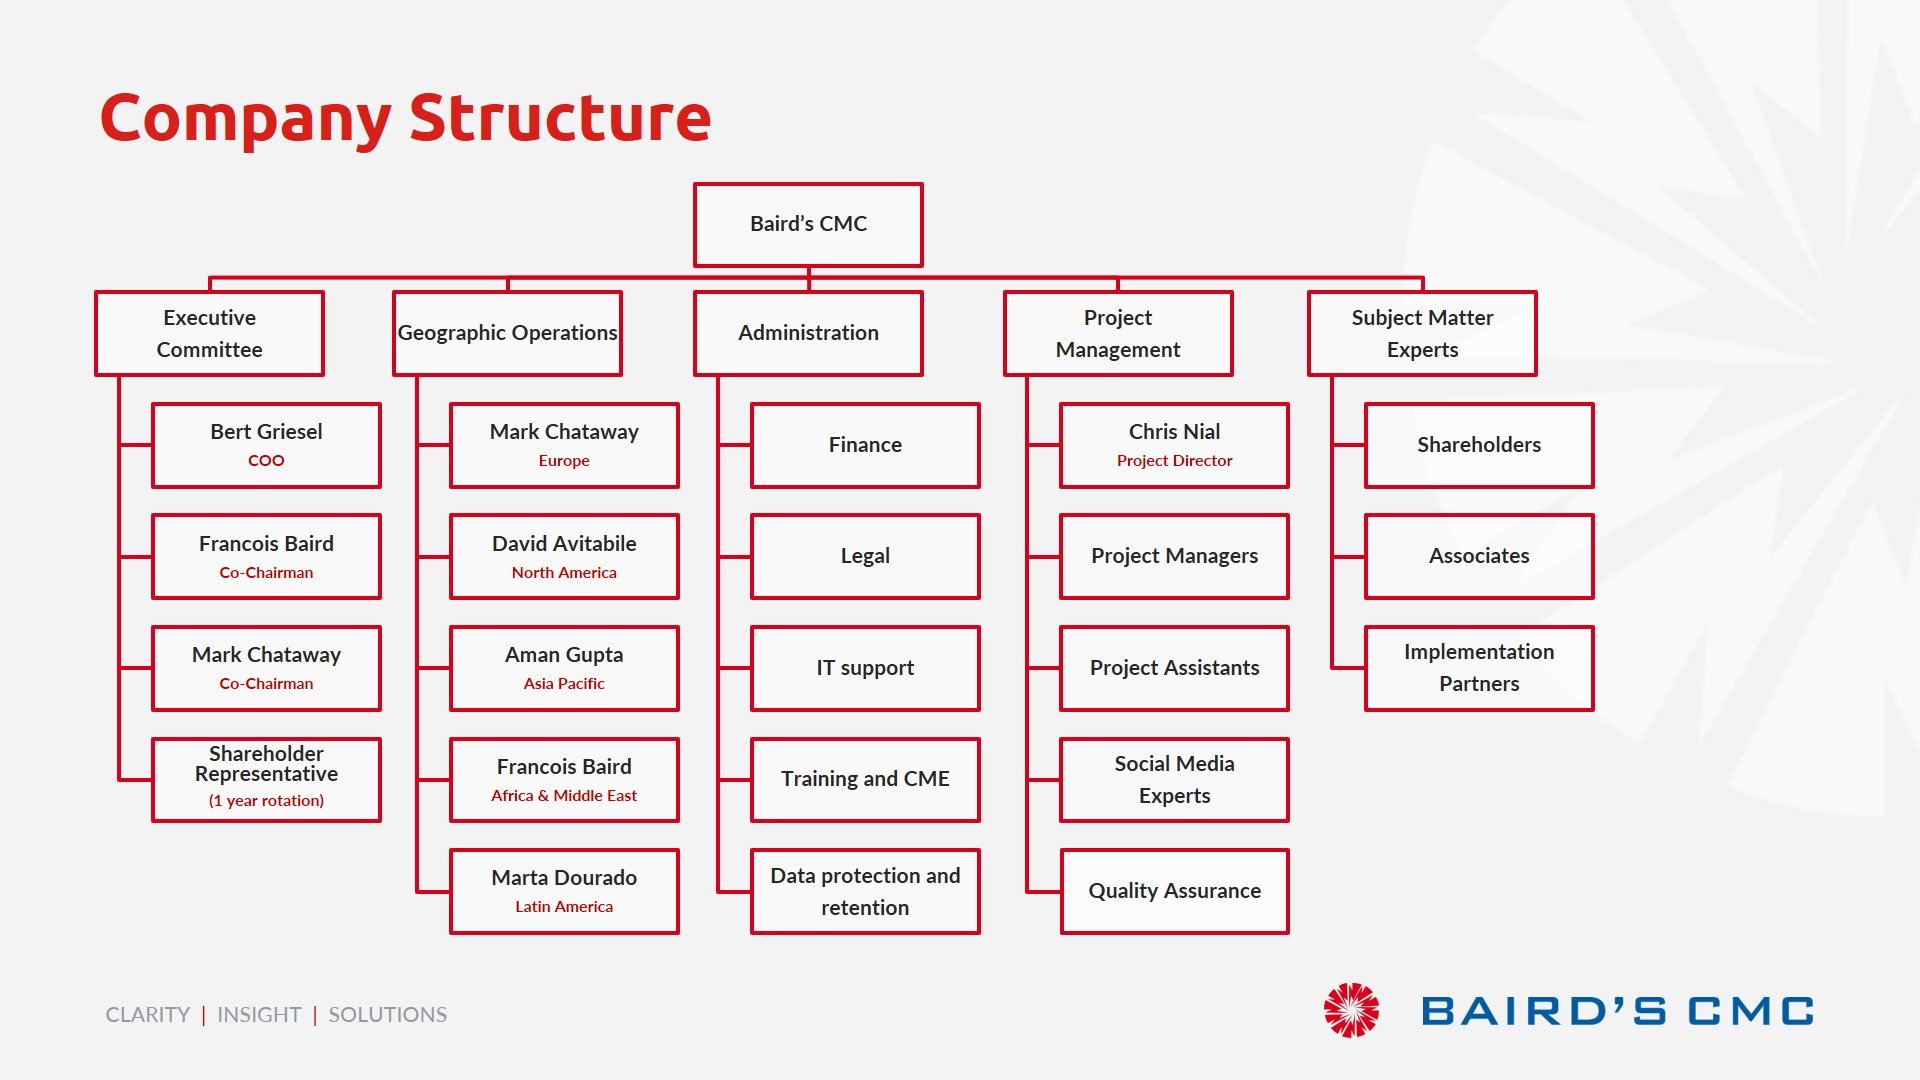 Company Structure
Baird’s CMC
Executive
Committee
Bert Griesel
COO
Francois Baird
Co-Chairman
Mark Chataway
Co-Chairman
Shareholder
Representative
(1 year rotation)
Geographic Operations
Mark Chataway
Europe
David Avitabile
North America
Aman Gupta
Asia Pacific
Francois Baird
Africa & Middle East
Marta Dourado
Latin America
Administration
Finance
Legal
IT support
Training and CME
Data protection and
retention
Project
Management
Chris Nial
Project Director
Project Managers
Project Assistants
Social Media
Experts
Quality Assurance
Subject Matter
Experts
Shareholders
Associates
Implementation
Partners
CLARITY | INSIGHT | SOLUTIONS
BAIRD’S CMC